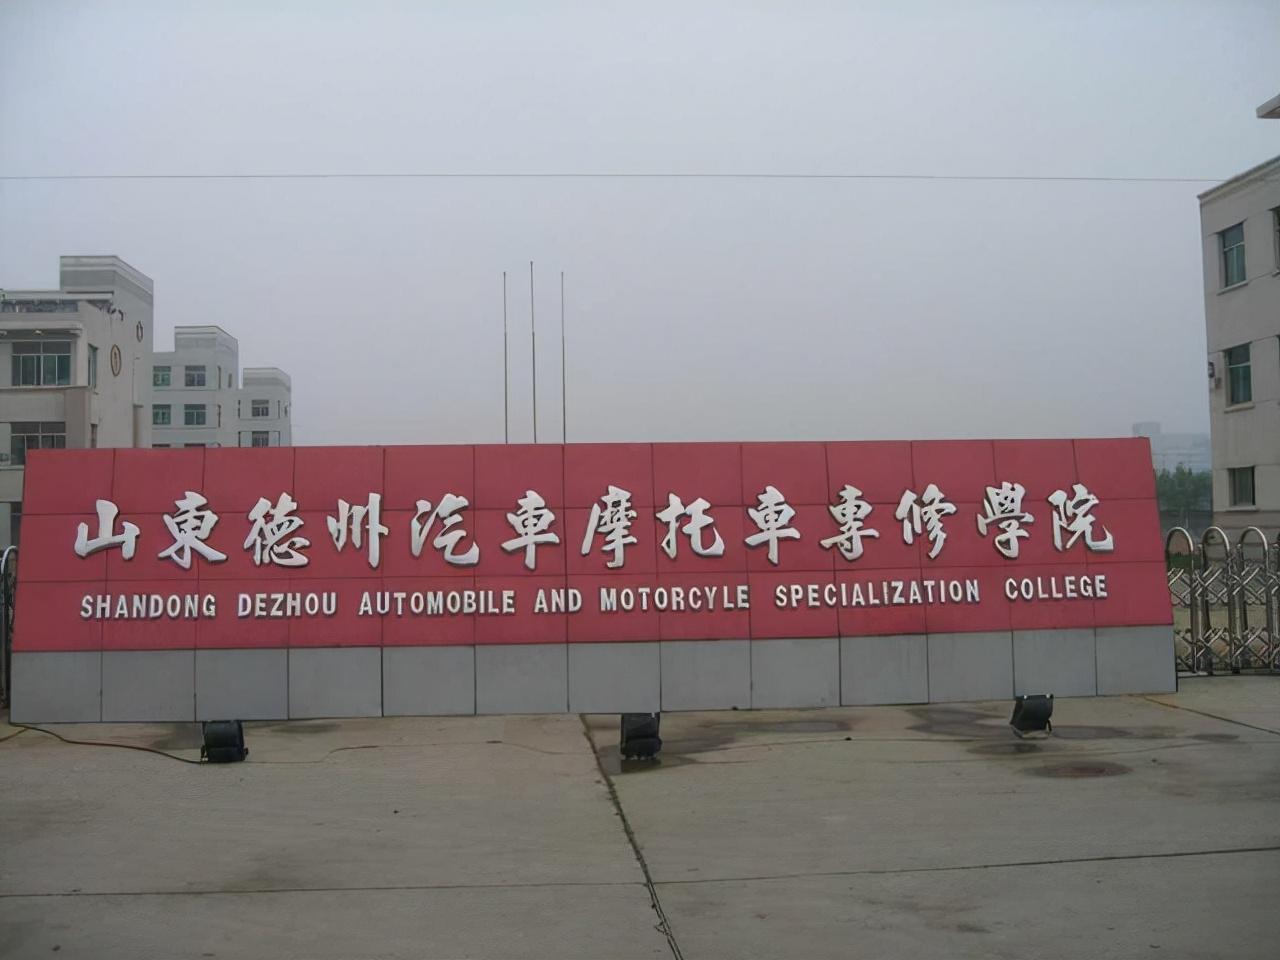 山東德州汽車摩托車專修學院
SHANDONG DEZHOU AUTOMOBILE AND MOTORCYLE SPECIALIZATION COLLEGE